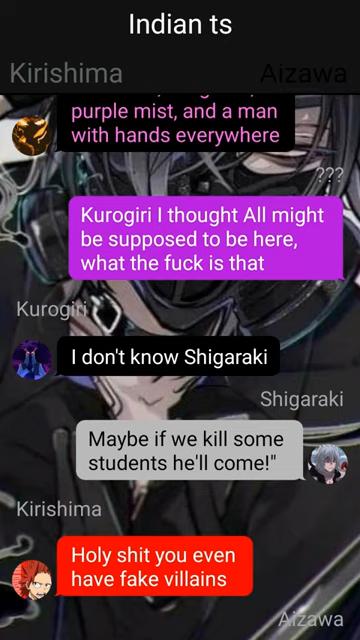 Indian ts
Kirishima
Aizawa
purple mist, and a man
with hands everywhere
???
Kurogiri I thought All might
be supposed to be here,
what the fuck is that
Kurogiri
I don't know Shigaraki
Shigaraki
Maybe if we kill some
students he'll come!"
Kirishima
Holy shit you even
have fake villains
Aizawa